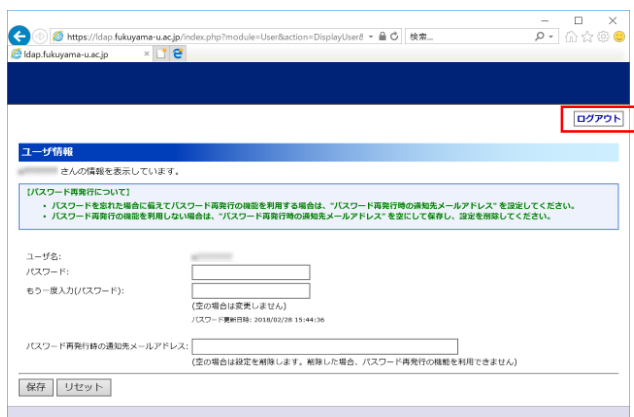 https://ldap.fukuyama-u.ac.jp/index.php?module=User&action=DisplayUser&
検索...
ldap.fukuyama-u.ac.jp
ログアウト
ユーザ情報
さんの情報を表示しています。
【パスワード再発行について】
・ パスワードを忘れた場合に備えてパスワード再発行の機能を利用する場合は、"パスワード再発行時の通知先メールアドレス" を設定してください。
・ パスワード再発行の機能を利用しない場合は、"パスワード再発行時の通知先メールアドレス" を空にして保存し、設定を削除してください。
ユーザ名:
パスワード:
もう一度入力(パスワード):
(空の場合は変更しません)
パスワード更新日時: 2018/02/28 15:44:36
パスワード再発行時の通知先メールアドレス:
(空の場合は設定を削除します。削除した場合、パスワード再発行の機能を利用できません)
保存 リセット